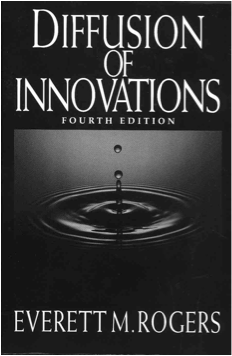 DIFFUSION
OF
INNOVATIONS
FOURTH EDITION
EVERETT M. ROGERS